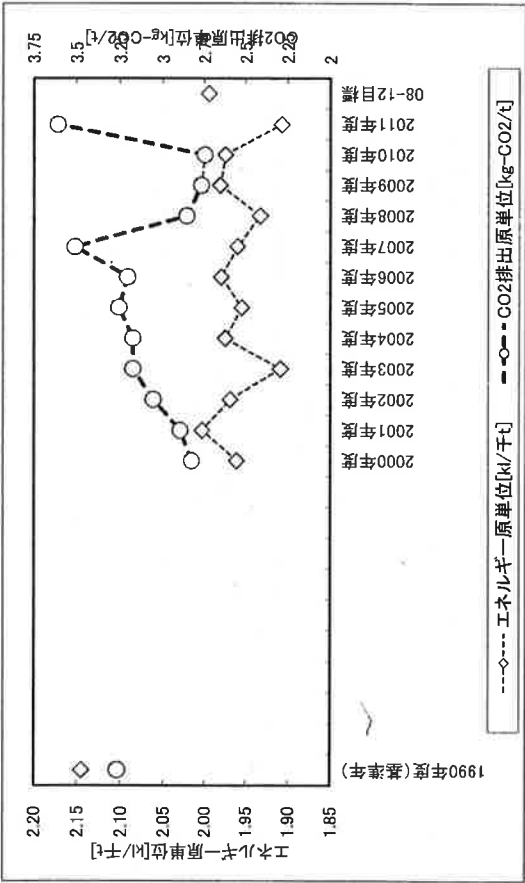 エネルギー原単位[kl/千t]
2.20
2.15
2.10
2.05
2.00
1.95
1.90
1.85
CO2排出原単位[kg-CO2/t]
3.75
3.5
3.25
3
2.75
2.5
2.25
2
1990年度(基準年)
2000年度
2001年度
2002年度
2003年度
2004年度
2005年度
2006年度
2007年度
2008年度
2009年度
2010年度
2011年度
08-12目標
エネルギー原単位[kl/千t]
CO2排出原単位[kg-CO2/t]